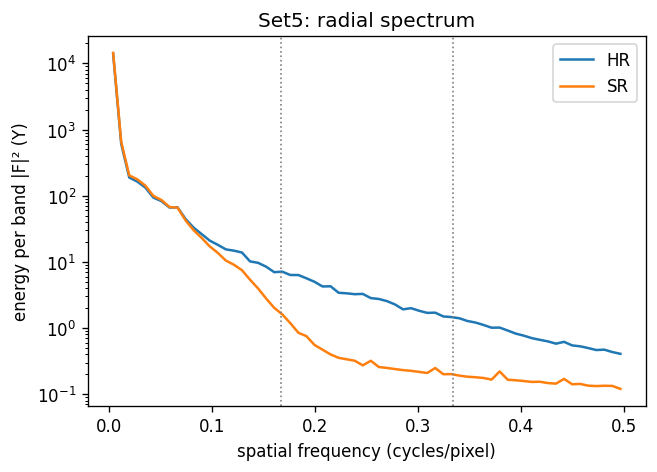 Set5: radial spectrum
HR
SR
energy per band |F|² (Y)
10⁴
10³
10²
10¹
10⁰
10⁻¹
0.0 0.1 0.2 0.3 0.4 0.5
spatial frequency (cycles/pixel)